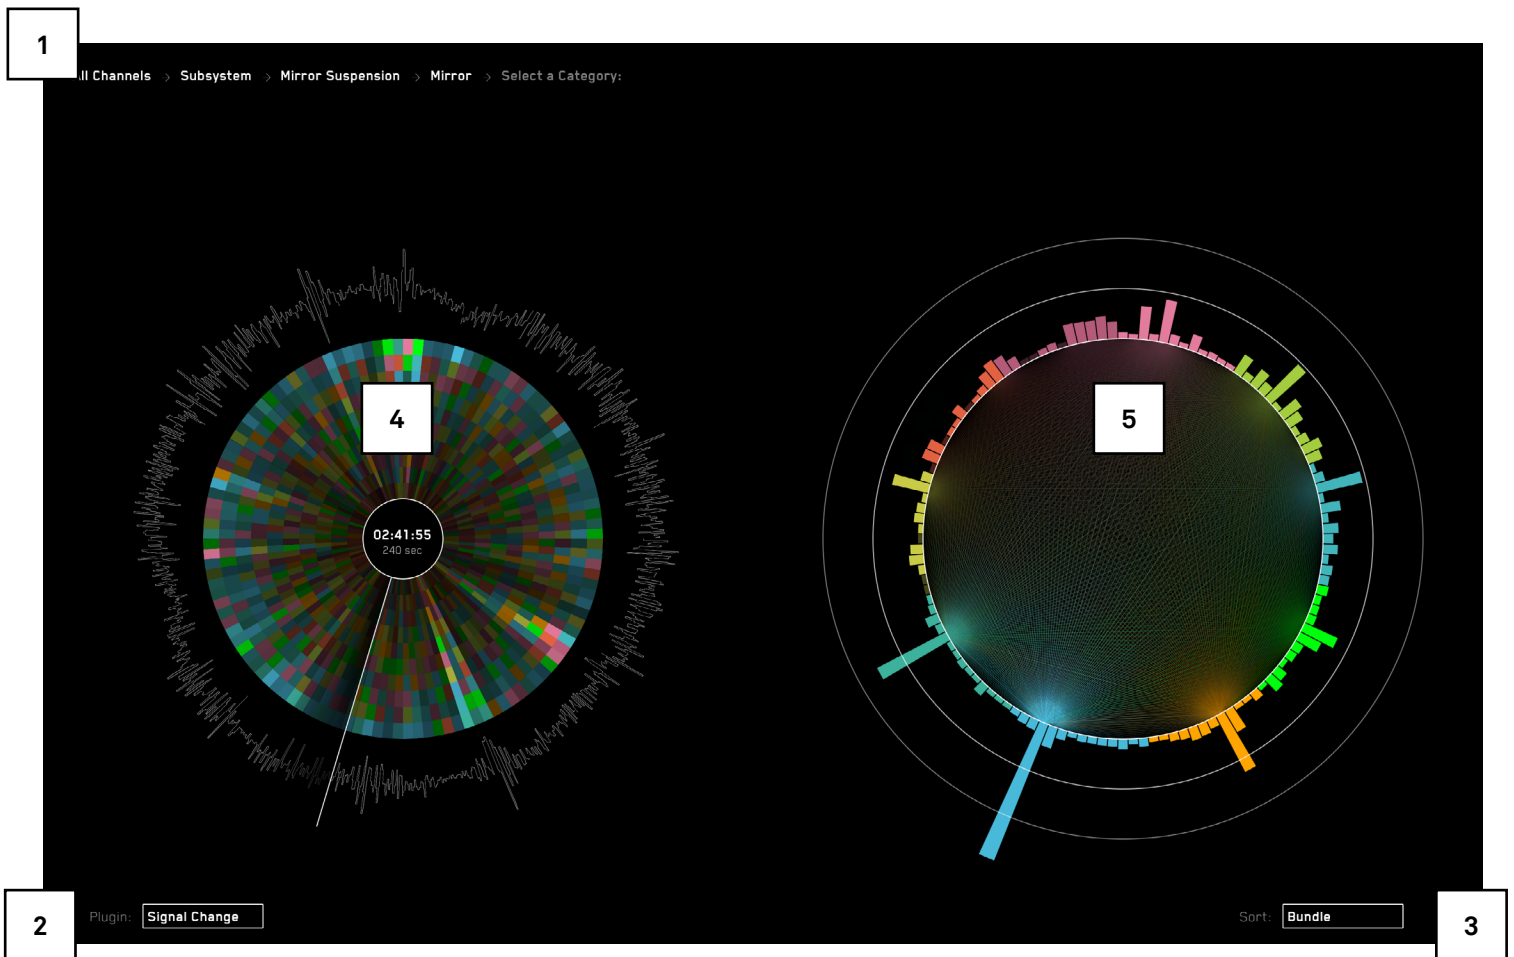 1
All Channels > Subsystem > Mirror Suspension > Mirror > Select a Category:
4
5
02:41:55
240 sec
2
Plugin: Signal Change
Sort: Bundle
3